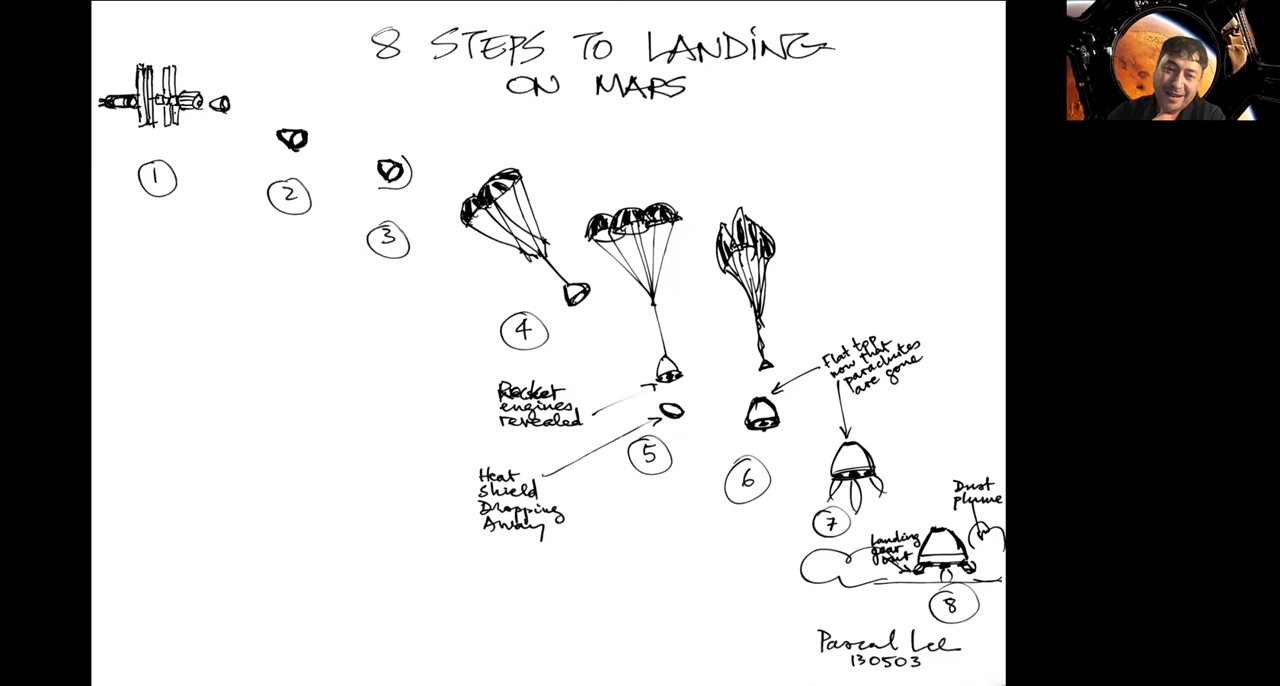 8 STEPS TO LANDING
ON MARS
1
2
3
4
5
6
7
8
Rocket
engines
revealed
Heat
shield
Dropping
Away
Flat top
now that
parachutes
are gone
Landing
gear
out
Dust
plume
Pascal Lee
130503